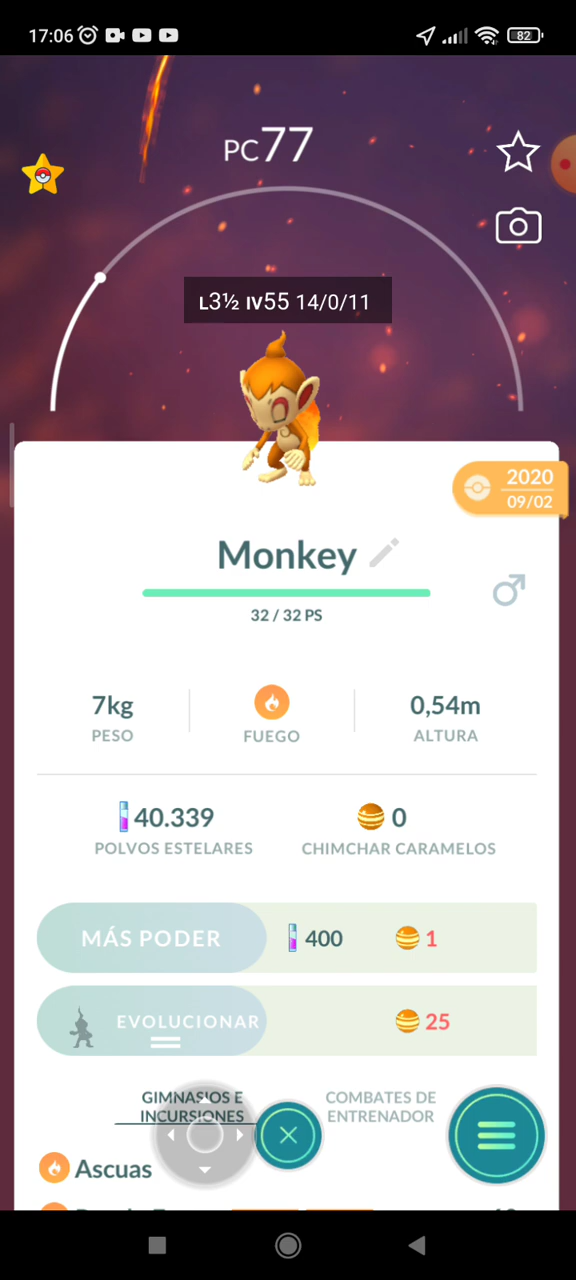 17:06
82
PC77
L3½ IV55 14/0/11
2020
09/02
Monkey
32 / 32 PS
7kg
PESO
FUEGO
0,54m
ALTURA
40.339
POLVOS ESTELARES
0
CHIMCHAR CARAMELOS
MÁS PODER
400
1
EVOLUCIONAR
25
GIMNASIOS E
INCURSIONES
COMBATES DE
ENTRENADOR
Ascuas